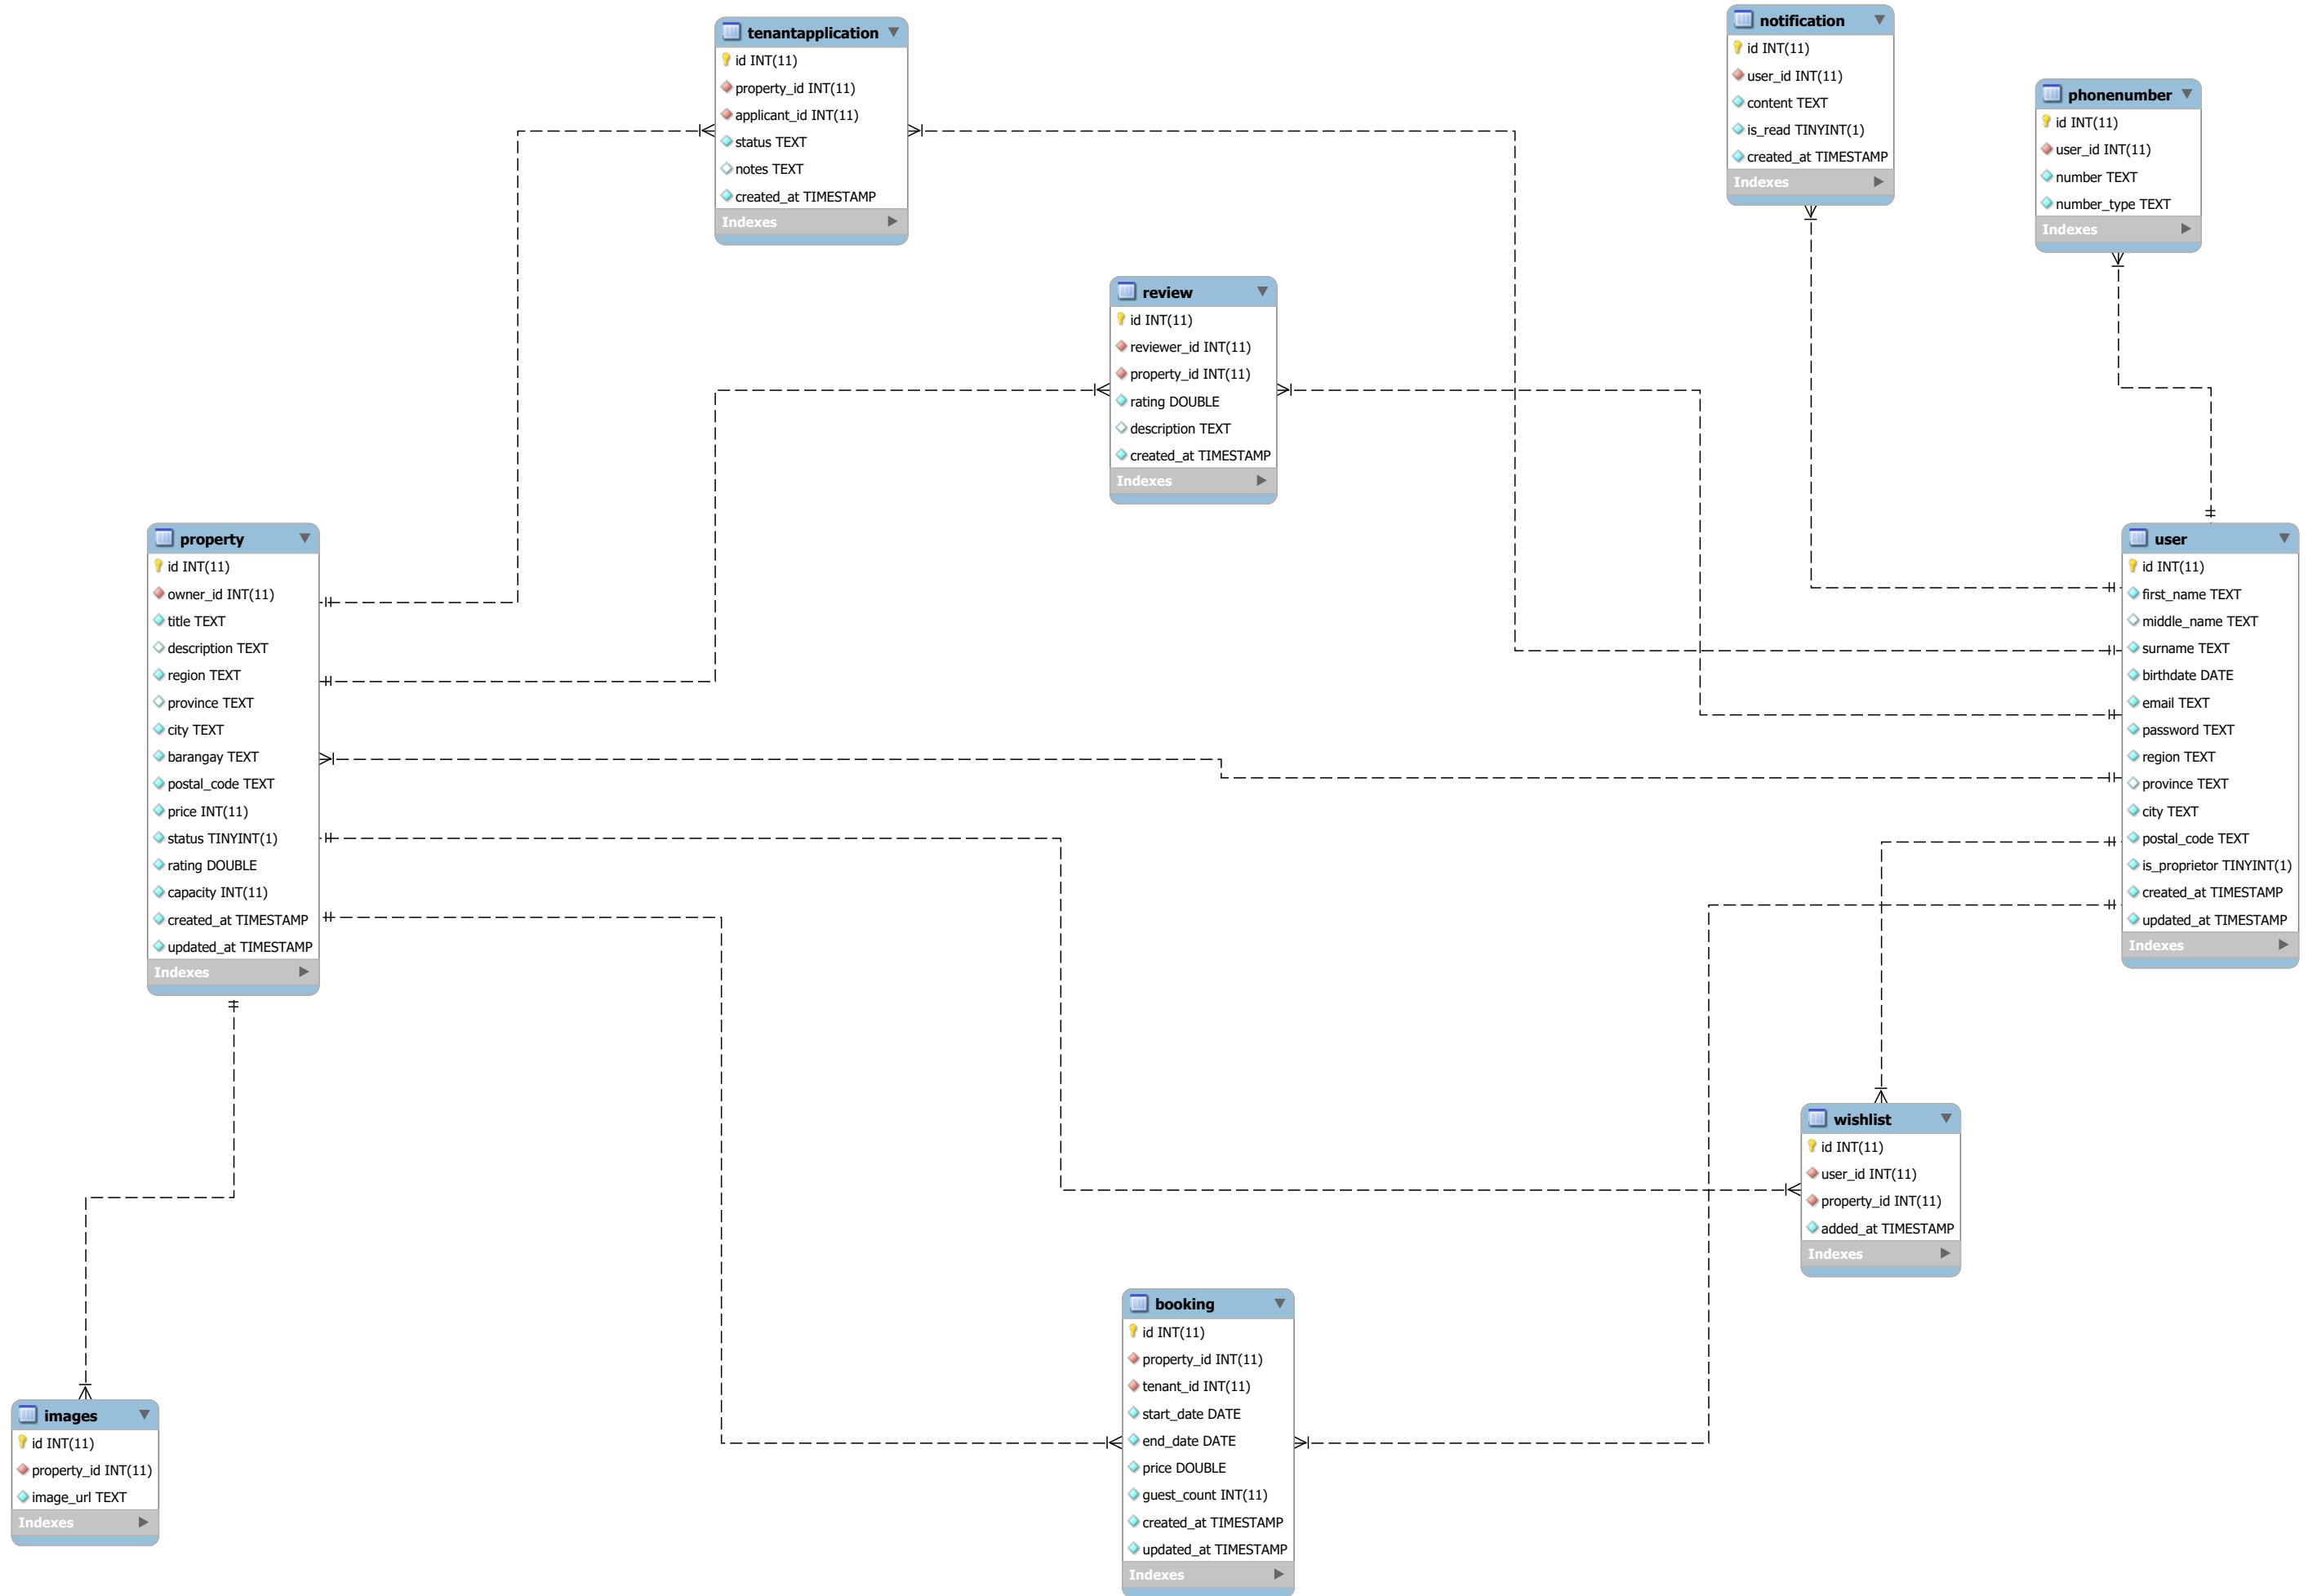 tenantapplication
id INT(11)
property_id INT(11)
applicant_id INT(11)
status TEXT
notes TEXT
created_at TIMESTAMP
Indexes
notification
id INT(11)
user_id INT(11)
content TEXT
is_read TINYINT(1)
created_at TIMESTAMP
Indexes
phonenumber
id INT(11)
user_id INT(11)
number TEXT
number_type TEXT
Indexes
review
id INT(11)
reviewer_id INT(11)
property_id INT(11)
rating DOUBLE
description TEXT
created_at TIMESTAMP
Indexes
property
id INT(11)
owner_id INT(11)
title TEXT
description TEXT
region TEXT
province TEXT
city TEXT
barangay TEXT
postal_code TEXT
price INT(11)
status TINYINT(1)
rating DOUBLE
capacity INT(11)
created_at TIMESTAMP
updated_at TIMESTAMP
Indexes
user
id INT(11)
first_name TEXT
middle_name TEXT
surname TEXT
birthdate DATE
email TEXT
password TEXT
region TEXT
province TEXT
city TEXT
postal_code TEXT
is_proprietor TINYINT(1)
created_at TIMESTAMP
updated_at TIMESTAMP
Indexes
wishlist
id INT(11)
user_id INT(11)
property_id INT(11)
added_at TIMESTAMP
Indexes
booking
id INT(11)
property_id INT(11)
tenant_id INT(11)
start_date DATE
end_date DATE
price DOUBLE
guest_count INT(11)
created_at TIMESTAMP
updated_at TIMESTAMP
Indexes
images
id INT(11)
property_id INT(11)
image_url TEXT
Indexes